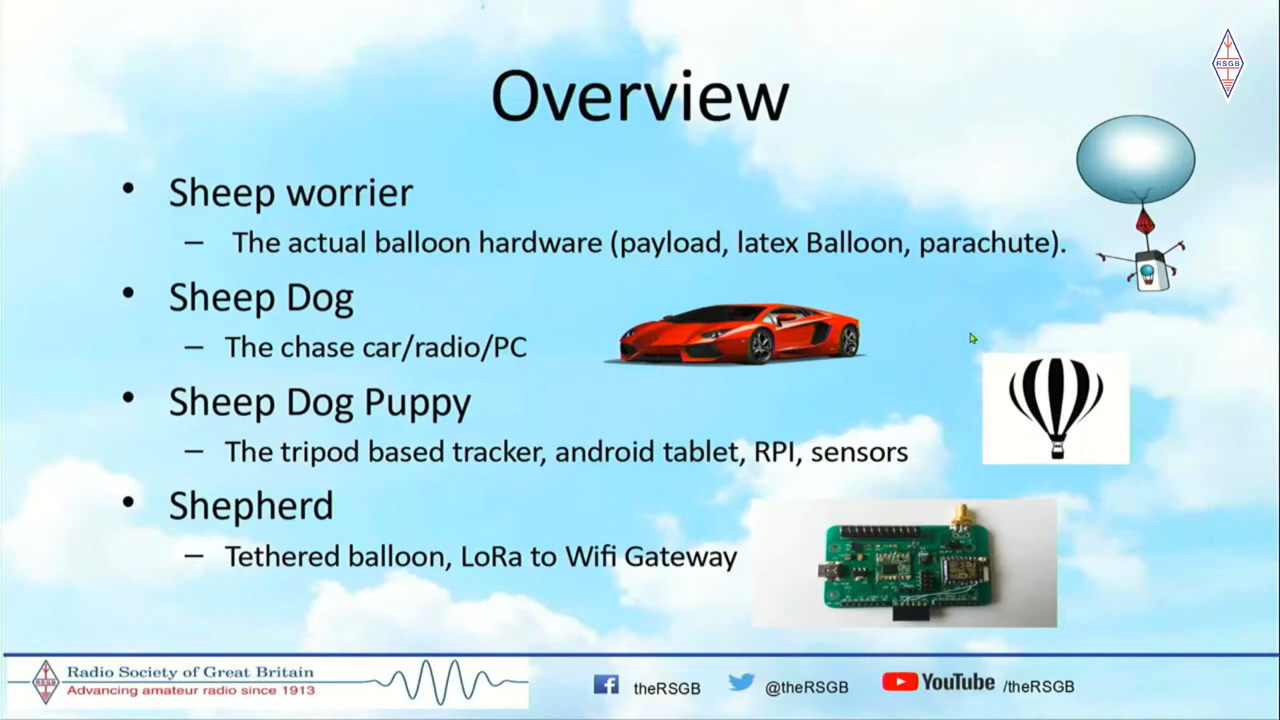 Overview
RSGB
• Sheep worrier
– The actual balloon hardware (payload, latex Balloon, parachute).
• Sheep Dog
– The chase car/radio/PC
• Sheep Dog Puppy
– The tripod based tracker, android tablet, RPI, sensors
• Shepherd
– Tethered balloon, LoRa to Wifi Gateway
RSGB
Radio Society of Great Britain
Advancing amateur radio since 1913
theRSGB
@theRSGB
YouTube /theRSGB